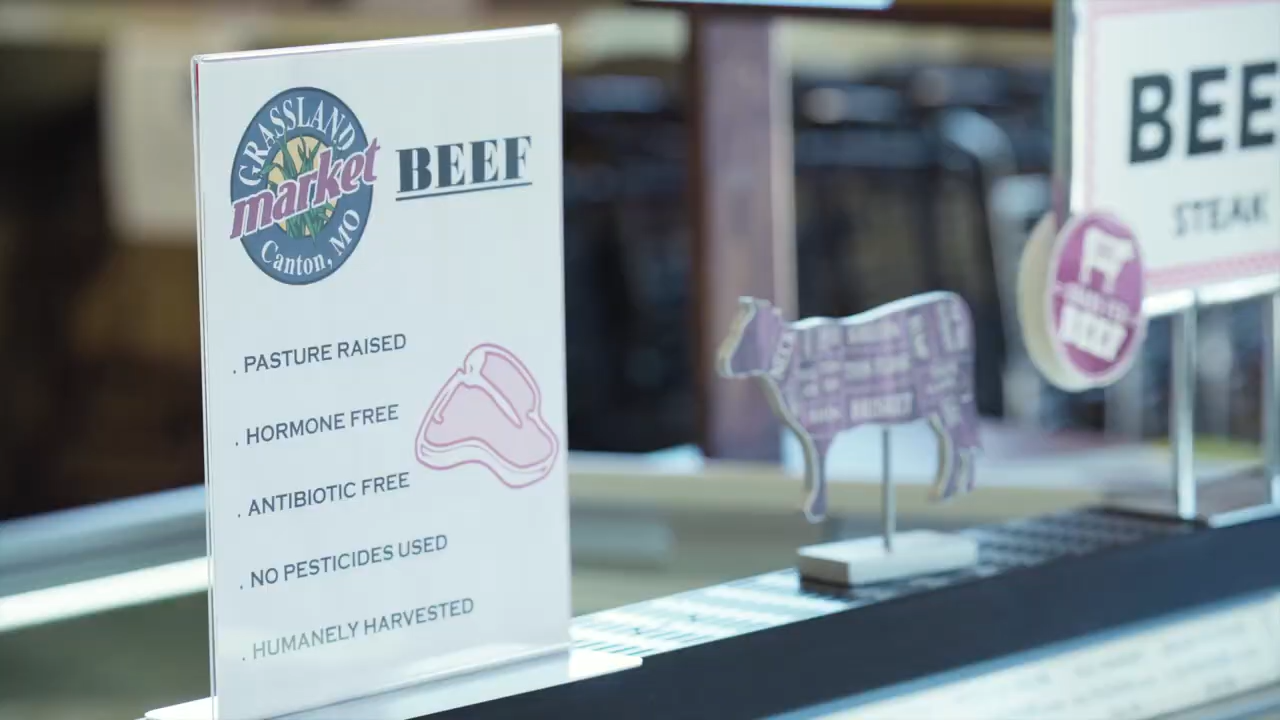 GRASSLAND
market
Canton, MO
BEEF
. PASTURE RAISED
. HORMONE FREE
. ANTIBIOTIC FREE
. NO PESTICIDES USED
. HUMANELY HARVESTED
BRISKET
BEE
STEAK
BEEF